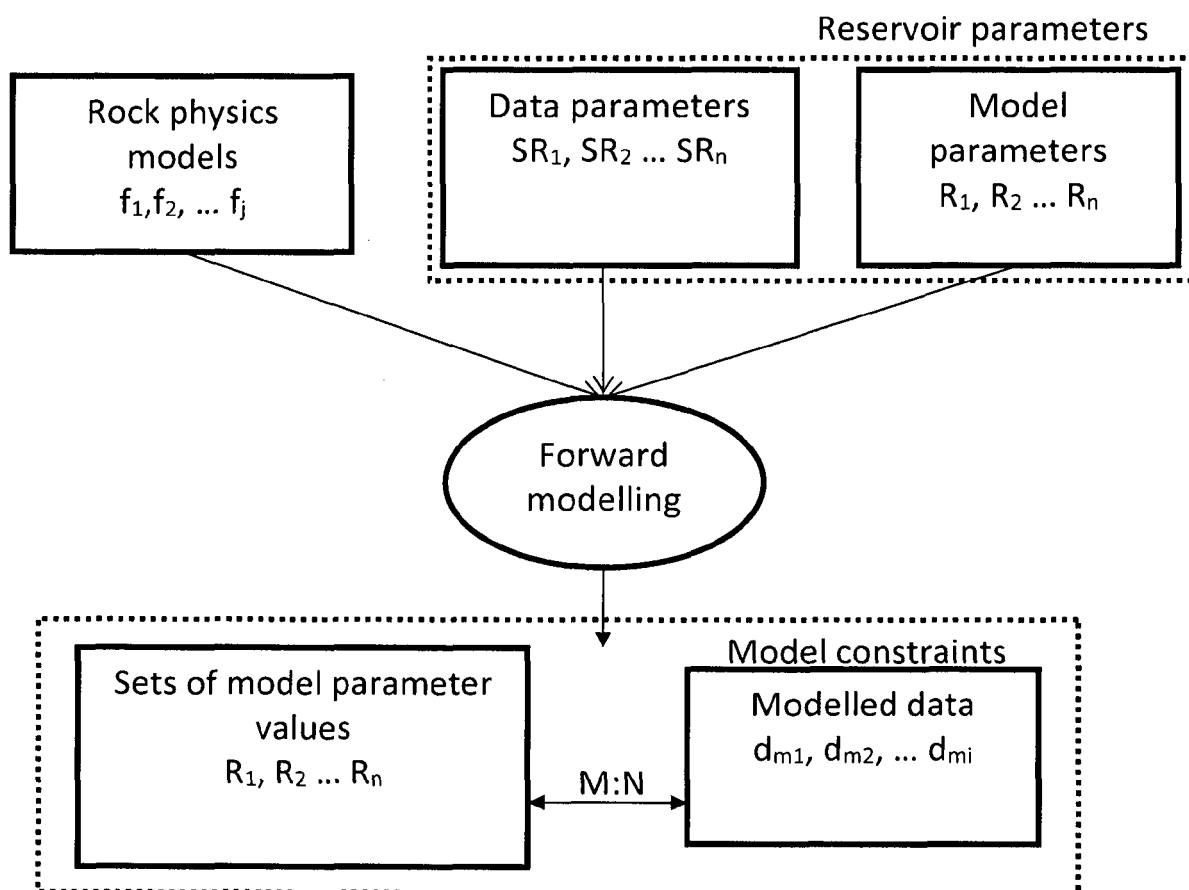 Reservoir parameters
Rock physics
models
f₁,f₂, ... fⱼ
Data parameters
SR₁, SR₂ ... SRₙ
Model
parameters
R₁, R₂ ... Rₙ
Forward
modelling
Model constraints
Sets of model parameter
values
R₁, R₂ ... Rₙ
M:N
Modelled data
dₘ₁, dₘ₂, ... dₘᵢ